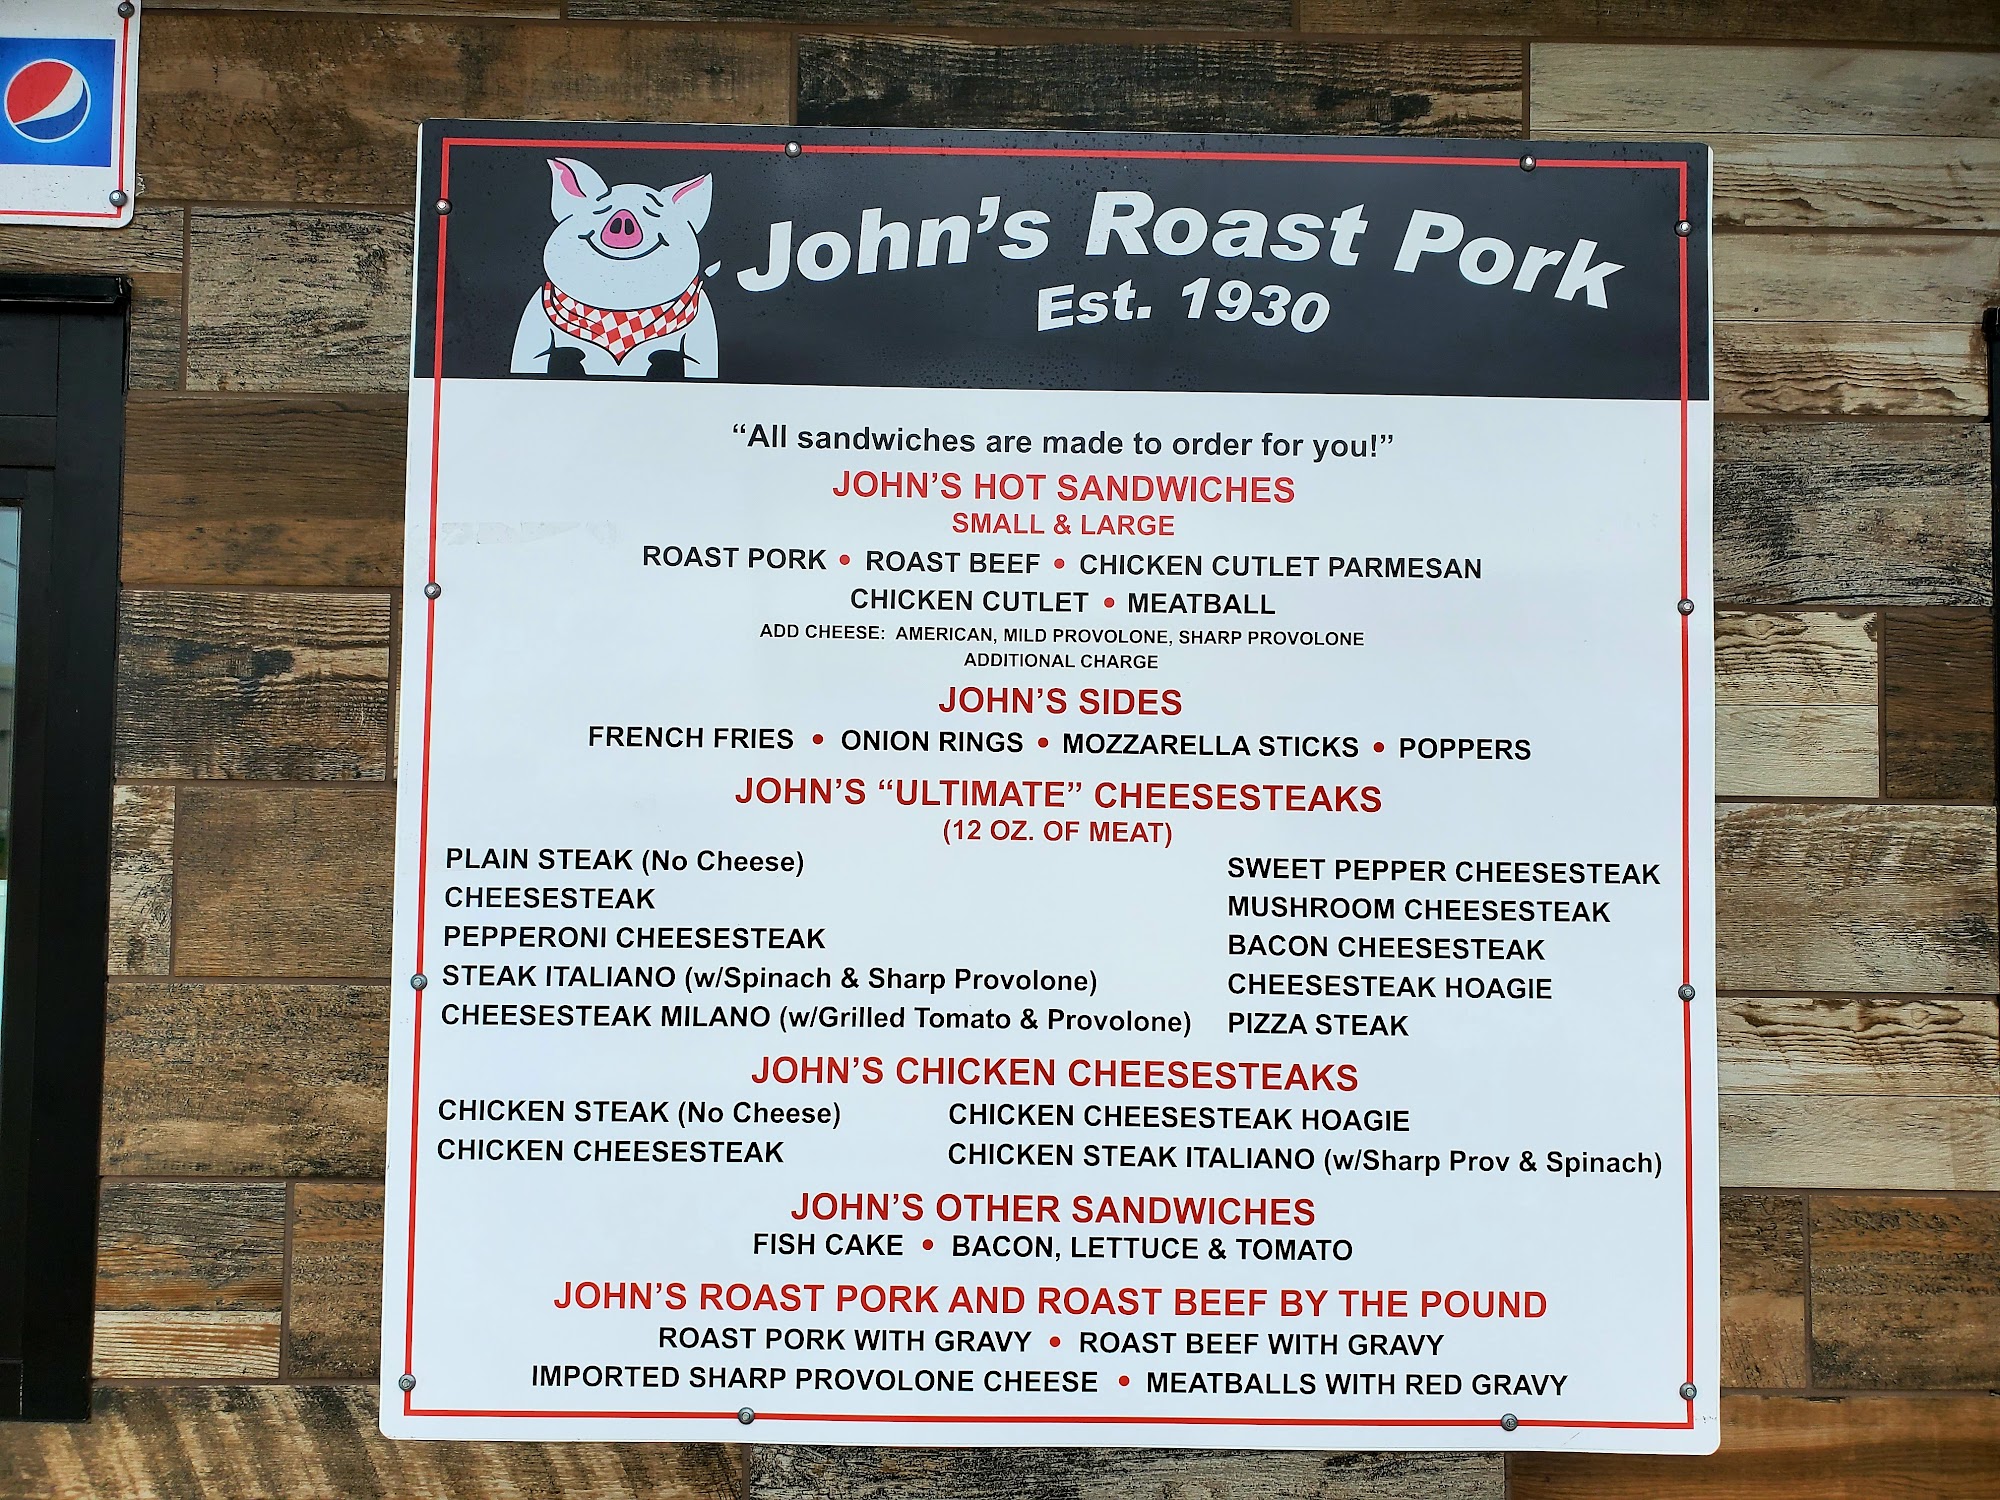 John's Roast Pork
Est. 1930
“All sandwiches are made to order for you!”
JOHN'S HOT SANDWICHES
SMALL & LARGE
ROAST PORK • ROAST BEEF • CHICKEN CUTLET PARMESAN
CHICKEN CUTLET • MEATBALL
ADD CHEESE: AMERICAN, MILD PROVOLONE, SHARP PROVOLONE
ADDITIONAL CHARGE
JOHN'S SIDES
FRENCH FRIES • ONION RINGS • MOZZARELLA STICKS • POPPERS
JOHN'S “ULTIMATE” CHEESESTEAKS
(12 OZ. OF MEAT)
PLAIN STEAK (No Cheese)
CHEESESTEAK
PEPPERONI CHEESESTEAK
STEAK ITALIANO (w/Spinach & Sharp Provolone)
CHEESESTEAK MILANO (w/Grilled Tomato & Provolone)
SWEET PEPPER CHEESESTEAK
MUSHROOM CHEESESTEAK
BACON CHEESESTEAK
CHEESESTEAK HOAGIE
PIZZA STEAK
JOHN'S CHICKEN CHEESESTEAKS
CHICKEN STEAK (No Cheese)
CHICKEN CHEESESTEAK
CHICKEN CHEESESTEAK HOAGIE
CHICKEN STEAK ITALIANO (w/Sharp Prov & Spinach)
JOHN'S OTHER SANDWICHES
FISH CAKE • BACON, LETTUCE & TOMATO
JOHN'S ROAST PORK AND ROAST BEEF BY THE POUND
ROAST PORK WITH GRAVY • ROAST BEEF WITH GRAVY
IMPORTED SHARP PROVOLONE CHEESE • MEATBALLS WITH RED GRAVY